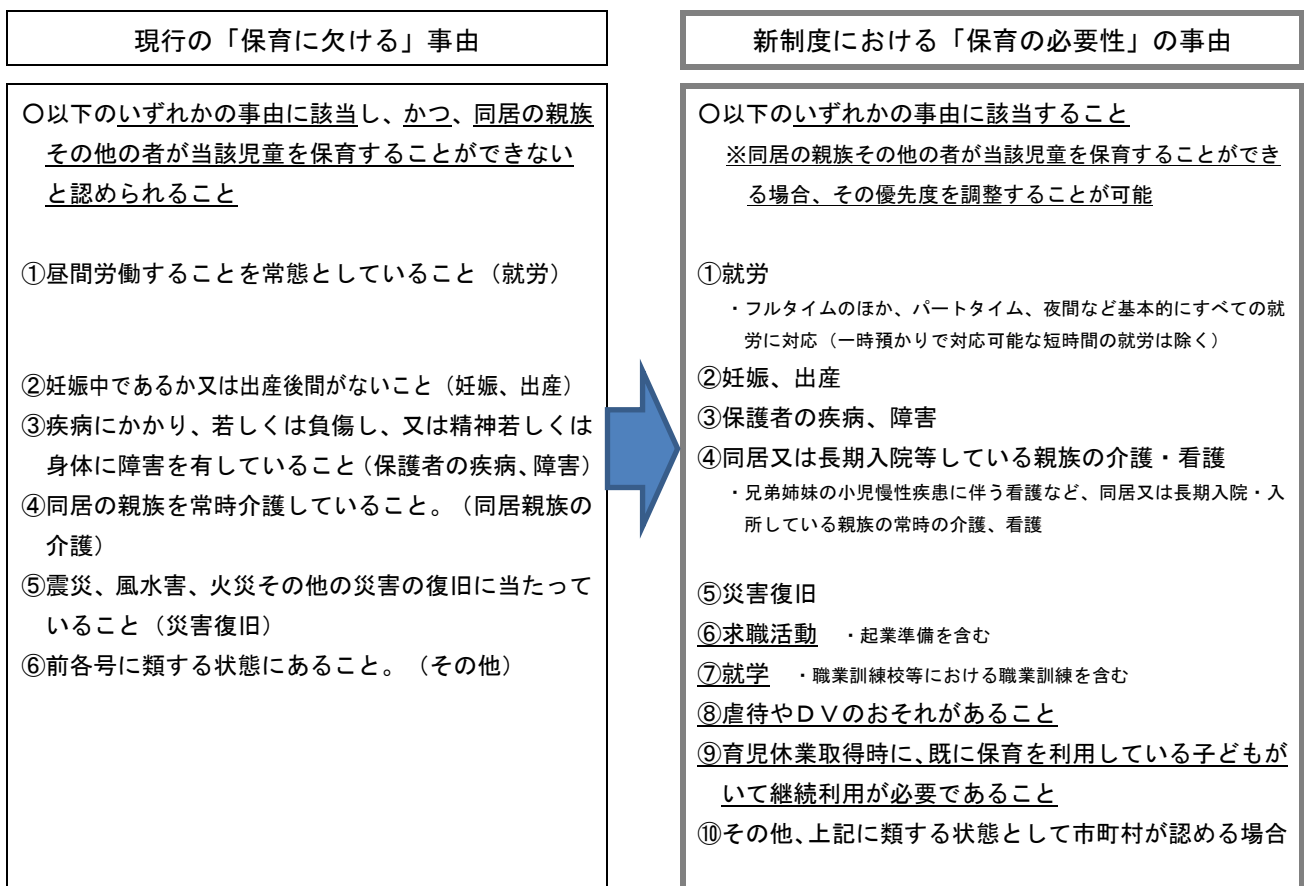 現行の「保育に欠ける」事由
〇以下のいずれかの事由に該当し、かつ、同居の親族
その他の者が当該児童を保育することができない
と認められること
①昼間労働することを常態としていること（就労）
②妊娠中であるか又は出産後間がないこと（妊娠、出産）
③疾病にかかり、若しくは負傷し、又は精神若しくは
身体に障害を有していること（保護者の疾病、障害）
④同居の親族を常時介護していること。（同居親族の
介護）
⑤震災、風水害、火災その他の災害の復旧に当たって
いること（災害復旧）
⑥前各号に類する状態にあること。（その他）
新制度における「保育の必要性」の事由
〇以下のいずれかの事由に該当すること
※同居の親族その他の者が当該児童を保育することができ
る場合、その優先度を調整することが可能
①就労
・フルタイムのほか、パートタイム、夜間など基本的にすべての就
労に対応（一時預かりで対応可能な短時間の就労は除く）
②妊娠、出産
③保護者の疾病、障害
④同居又は長期入院等している親族の介護・看護
・兄弟姉妹の小児慢性疾患に伴う看護など、同居又は長期入院・入
所している親族の常時の介護、看護
⑤災害復旧
⑥求職活動　・起業準備を含む
⑦就学　・職業訓練校等における職業訓練を含む
⑧虐待やＤＶのおそれがあること
⑨育児休業取得時に、既に保育を利用している子どもが
いて継続利用が必要であること
⑩その他、上記に類する状態として市町村が認める場合